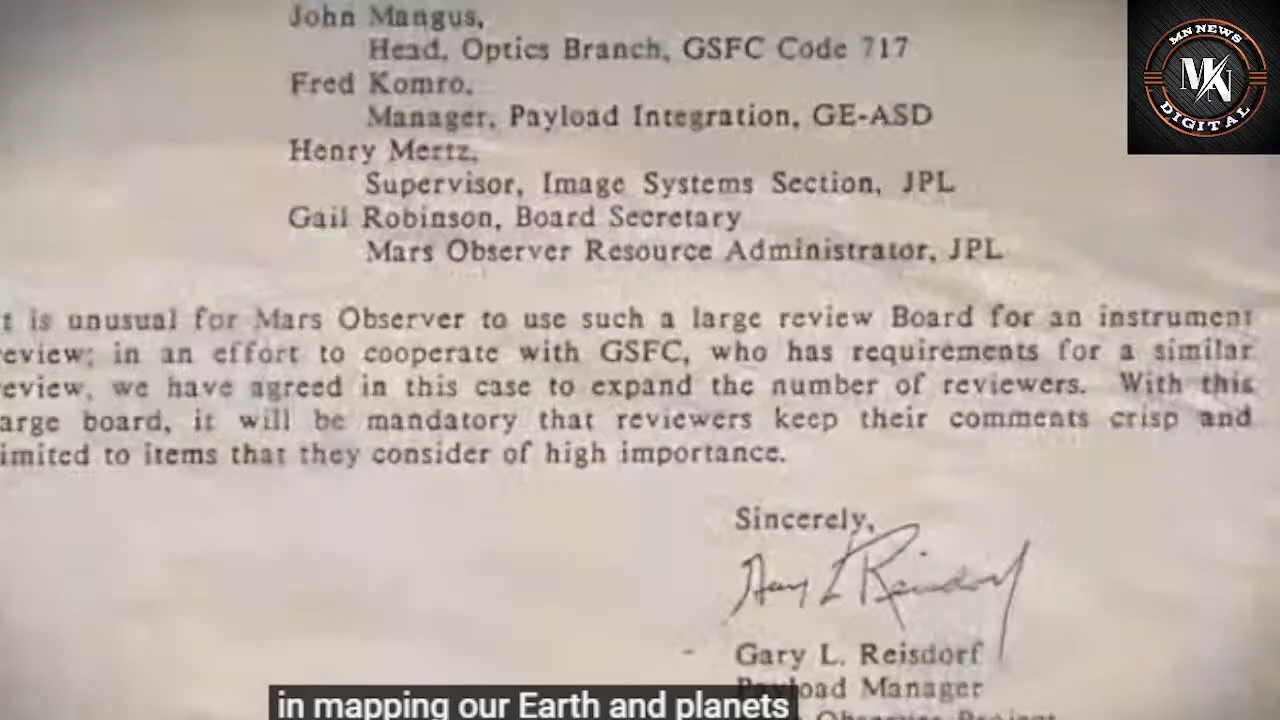 John Mangus,
Head, Optics Branch, GSFC Code 717
Fred Komro,
Manager, Payload Integration, GE-ASD
Henry Mertz,
Supervisor, Image Systems Section, JPL
Gail Robinson, Board Secretary
Mars Observer Resource Administrator, JPL
t is unusual for Mars Observer to use such a large review Board for an instrument
eview; in an effort to cooperate with GSFC, who has requirements for a similar
eview, we have agreed in this case to expand the number of reviewers. With this
arge board, it will be mandatory that reviewers keep their comments crisp and
imited to items that they consider of high importance.
Sincerely,
Gary L Reisdorf
Gary L. Reisdorf
Payload Manager
in mapping our Earth and planets
MN NEWS
MN
DIGITAL